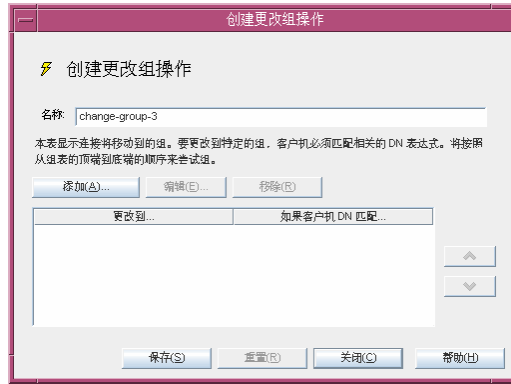 创建更改组操作
创建更改组操作
名称: change-group-3
本表显示连接将移动到的组。要更改到特定的组，客户机必须匹配相关的 DN 表达式。将按照
从组表的顶端到底端的顺序来尝试组。
添加(A)... 编辑(E)... 移除(R)
更改到... 如果客户机 DN 匹配...
保存(S) 重置(R) 关闭(C) 帮助(H)